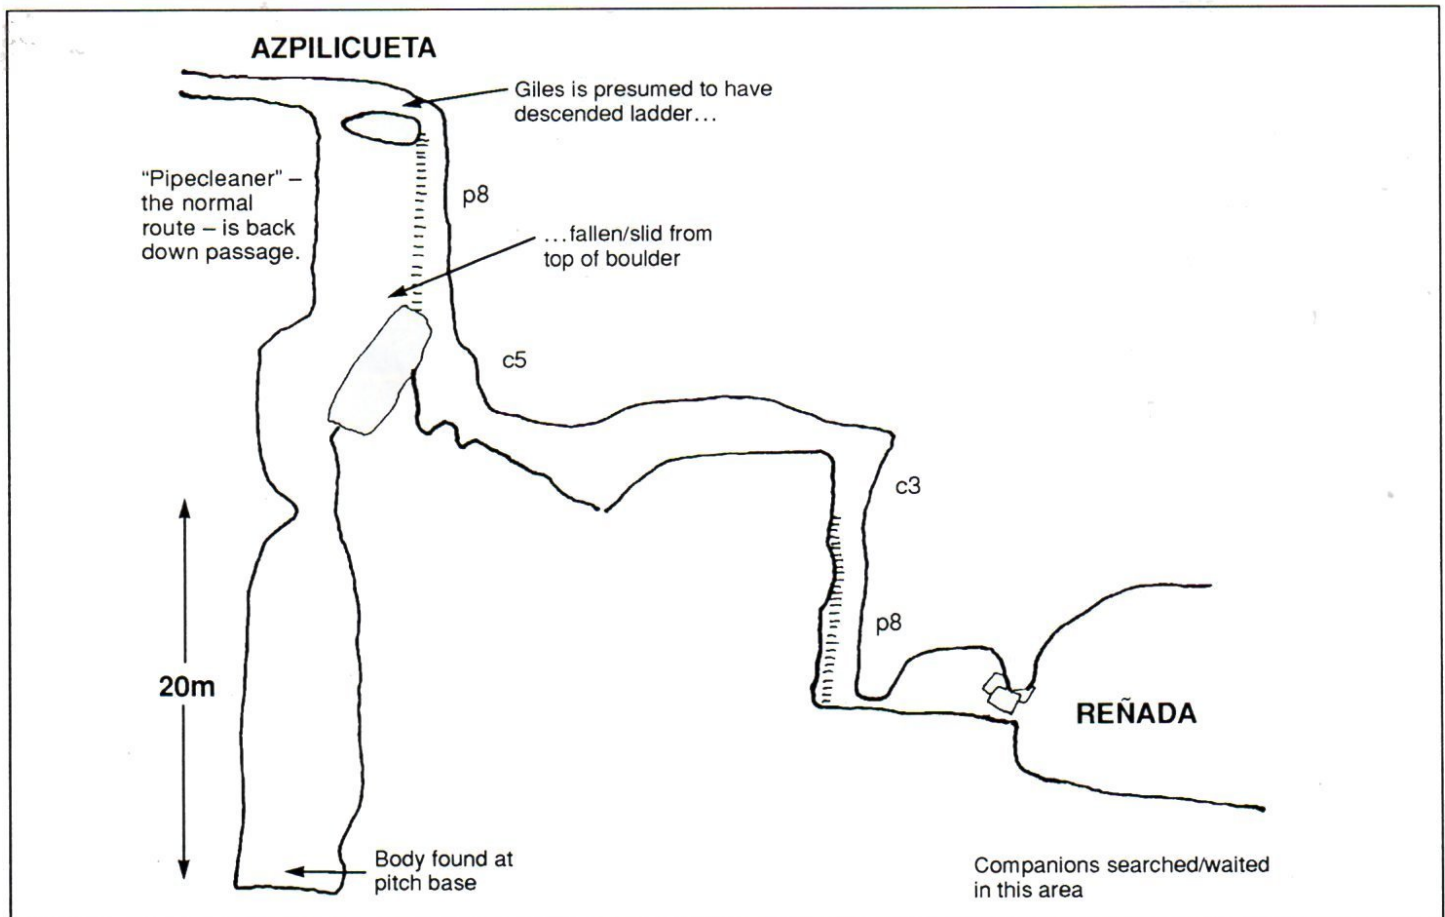 AZPILICUETA
Giles is presumed to have
descended ladder…
“Pipecleaner” –
the normal
route – is back
down passage.
p8
…fallen/slid from
top of boulder
c5
c3
p8
20m
REÑADA
Body found at
pitch base
Companions searched/waited
in this area